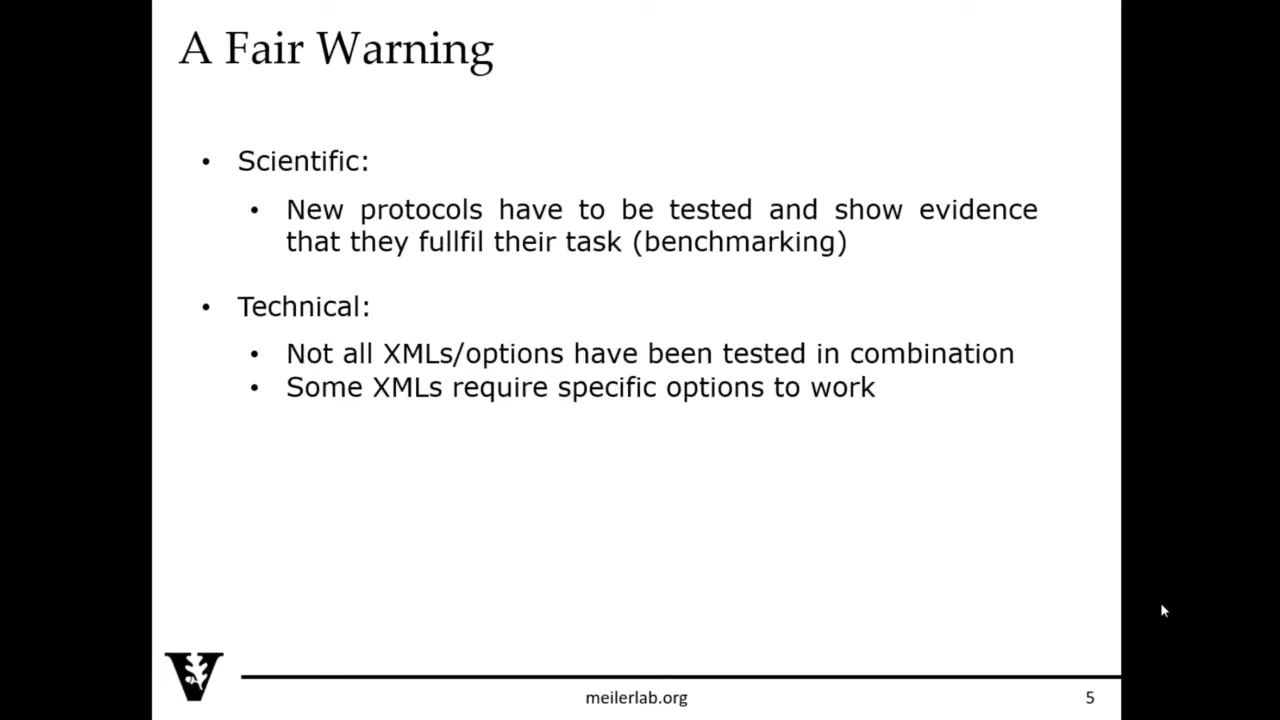 A Fair Warning
• Scientific:
• New protocols have to be tested and show evidence
that they fullfil their task (benchmarking)
• Technical:
• Not all XMLs/options have been tested in combination
• Some XMLs require specific options to work
V
meilerlab.org
5